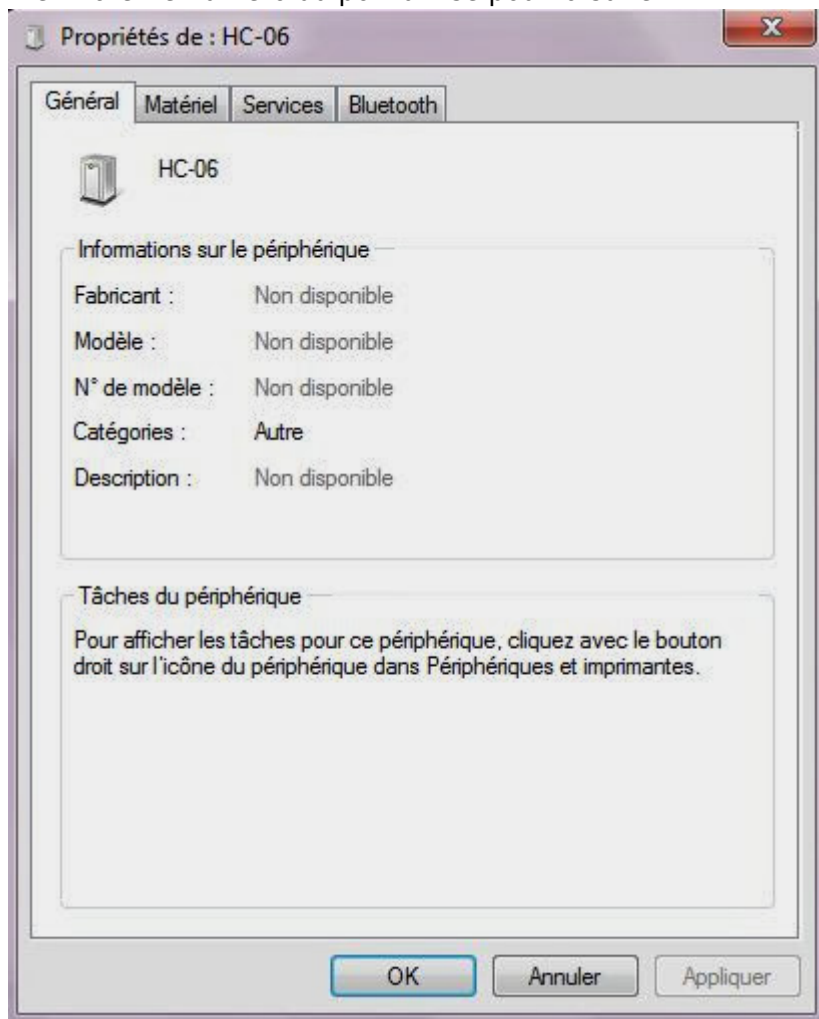 Propriétés de : HC-06
Général Matériel Services Bluetooth
HC-06
Informations sur le périphérique
Fabricant : Non disponible
Modèle : Non disponible
N° de modèle : Non disponible
Catégories : Autre
Description : Non disponible
Tâches du périphérique
Pour afficher les tâches pour ce périphérique, cliquez avec le bouton
droit sur l'icône du périphérique dans Périphériques et imprimantes.
OK Annuler Appliquer